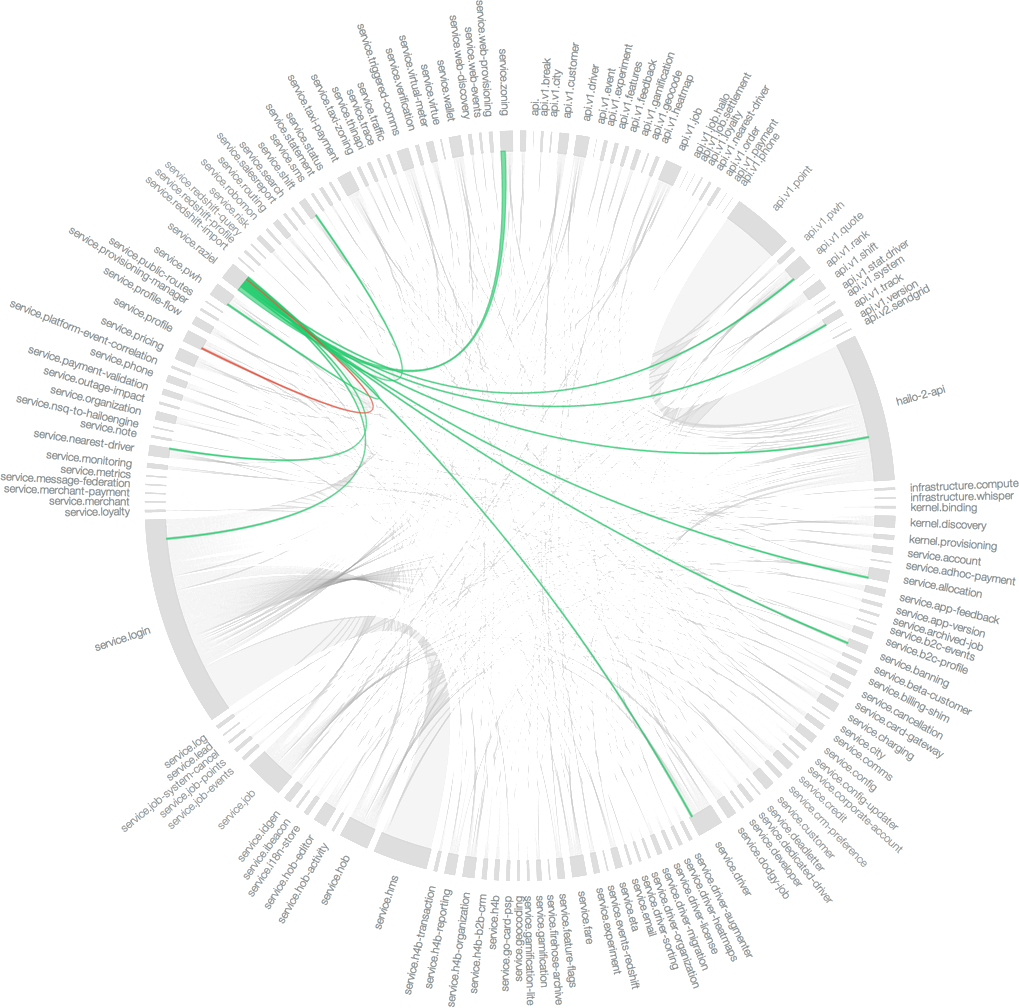 api.
api.v1.break
api.v1.city
api.v1.customer
api.v1.driver
api.v1.event
api.v1.experiment
api.v1.features
api.v1.feedback
api.v1.gamification
api.v1.geocode
api.v1.heatmap
api.v1.job
api.v1.job.hailo
api.v1.job.settlement
api.v1.loyalty
api.v1.nearest-driver
api.v1.order
api.v1.payment
api.v1.phone
api.v1.point
api.v1.pwh
api.v1.quote
api.v1.rank
api.v1.shift
api.v1.stat.driver
api.v1.system
api.v1.track
api.v1.version
api.v2.sendgrid
hailo-2-api
infrastructure.compute
infrastructure.whisper
kernel.binding
kernel.discovery
kernel.provisioning
service.account
service.adhoc-payment
service.allocation
service.app-feedback
service.app-version
service.archived-job
service.b2c-events
service.b2c-profile
service.banning
service.beta-customer
service.billing-shim
service.cancellation
service.card-gateway
service.charging
service.city
service.comms
service.config
service.config-updater
service.corporate-account
service.credit
service.crm-preference
service.customer
service.deadletter
service.dedicated-driver
service.developer
service.dodgy-job
service.driver
service.driver-augmenter
service.driver-heatmaps
service.driver-license
service.driver-migration
service.driver-organization
service.driver-sorting
service.email
service.eta
service.events-redshift
service.experiment
service.fare
service.feature-flags
service.firehose-archive
service.gamification
service.gamification-lite
service.geocoding
service.go-card-psp
service.h4b
service.h4b-b2b-crm
service.h4b-organization
service.h4b-reporting
service.h4b-transaction
service.hms
service.hob
service.hob-activity
service.hob-editor
service.i18n-store
service.ibeacon
service.idgen
service.job
service.job-events
service.job-points
service.job-system-cancel
service.lead
service.log
service.login
service.loyalty
service.merchant
service.merchant-payment
service.message-federation
service.metrics
service.monitoring
service.nearest-driver
service.note
service.nsq-to-hailoengine
service.organization
service.outage-impact
service.payment-validation
service.phone
service.platform-event-correlation
service.pricing
service.profile
service.profile-flow
service.provisioning-manager
service.public-routes
service.pwh
service.raziel
service.redshift-import
service.redshift-profile
service.redshift-query
service.risk
service.robomon
service.routing
service.salesreport
service.search
service.shift
service.sms
service.statement
service.status
service.taxi-payment
service.taxi-zoning
service.thinapi
service.trace
service.traffic
service.triggered-comms
service.verification
service.virtual-meter
service.virtue
service.wallet
service.web-discovery
service.web-events
service.web-provisioning
service.zoning